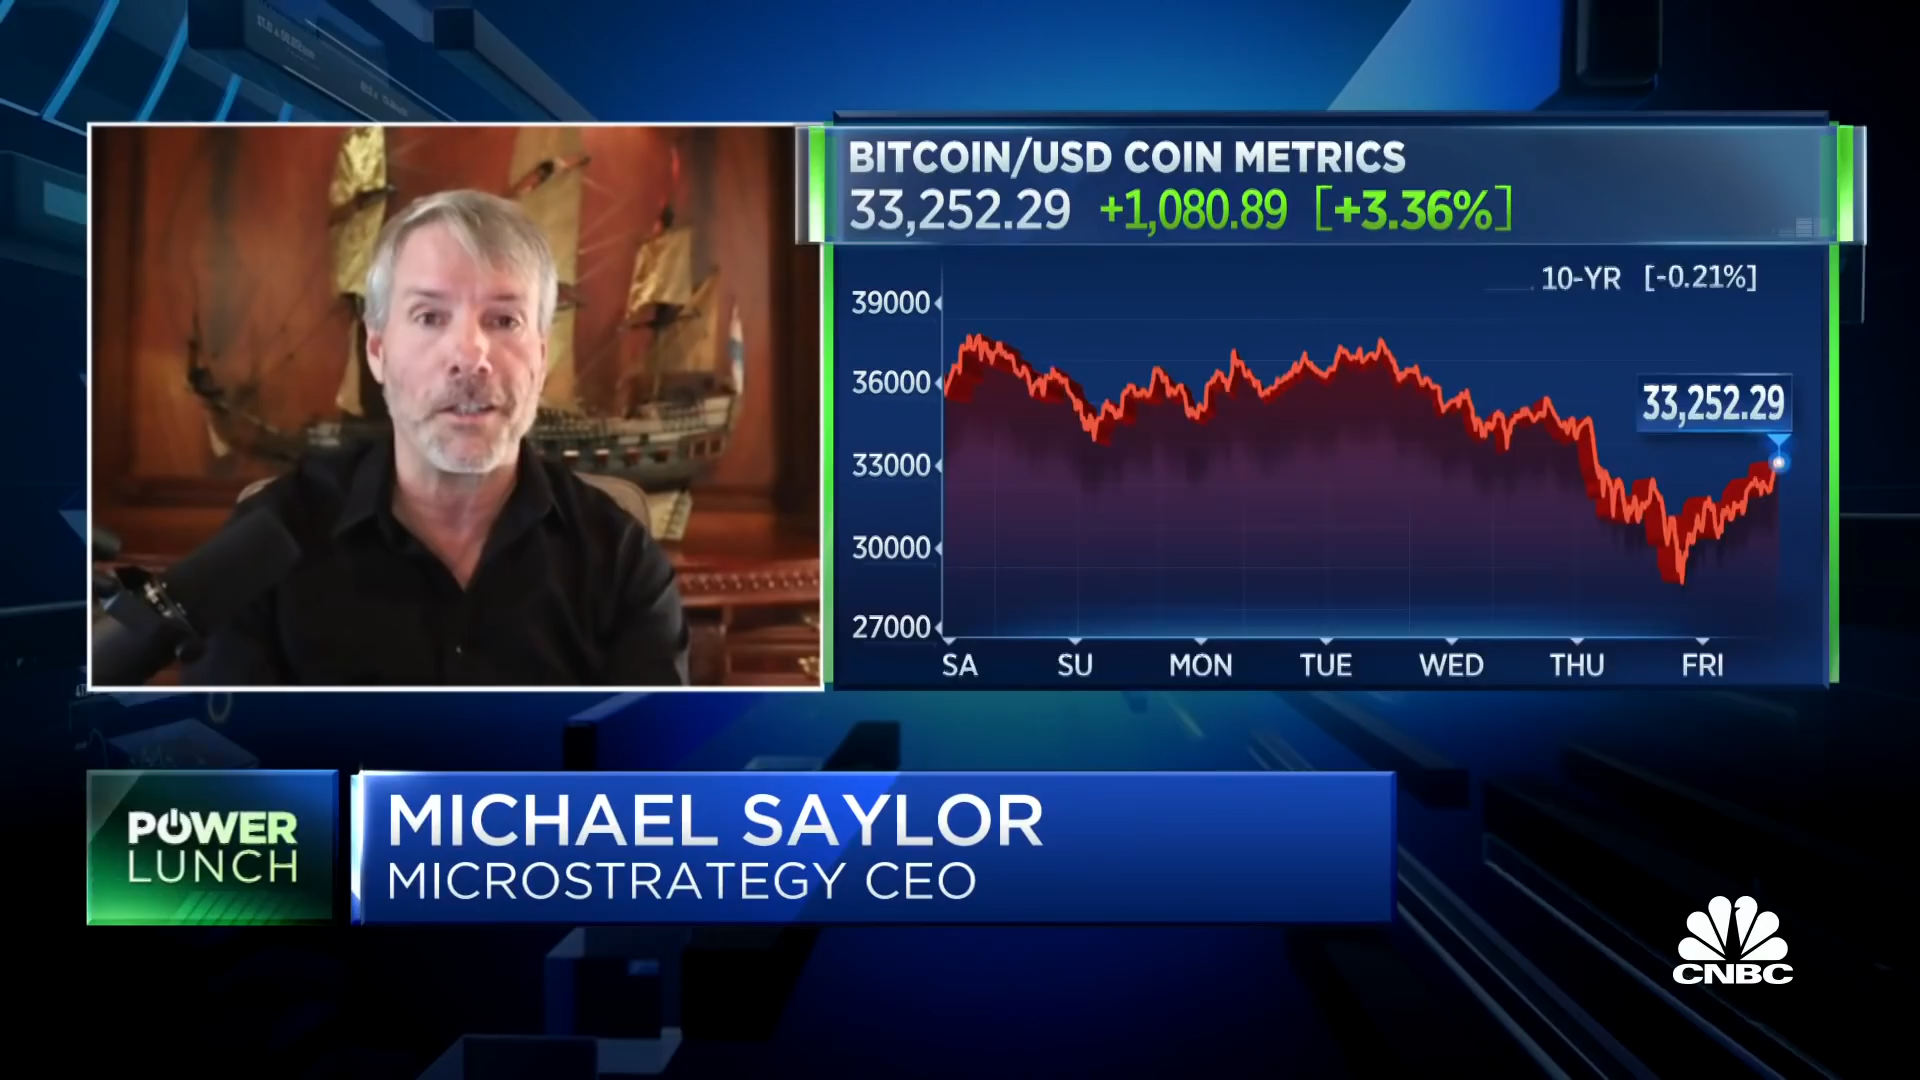 BITCOIN/USD COIN METRICS
33,252.29 +1,080.89 [+3.36%]
10-YR [-0.21%]
39000
36000
33000
30000
27000
33,252.29
SA SU MON TUE WED THU FRI
POWER
LUNCH
MICHAEL SAYLOR
MICROSTRATEGY CEO
CNBC